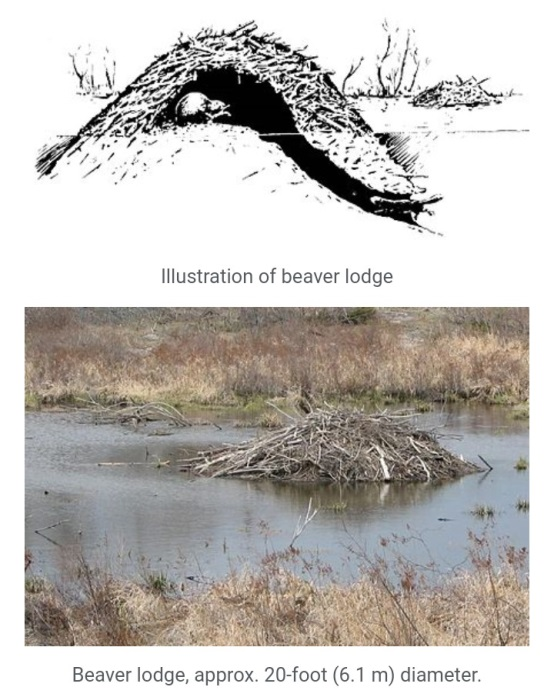 Illustration of beaver lodge
Beaver lodge, approx. 20-foot (6.1 m) diameter.